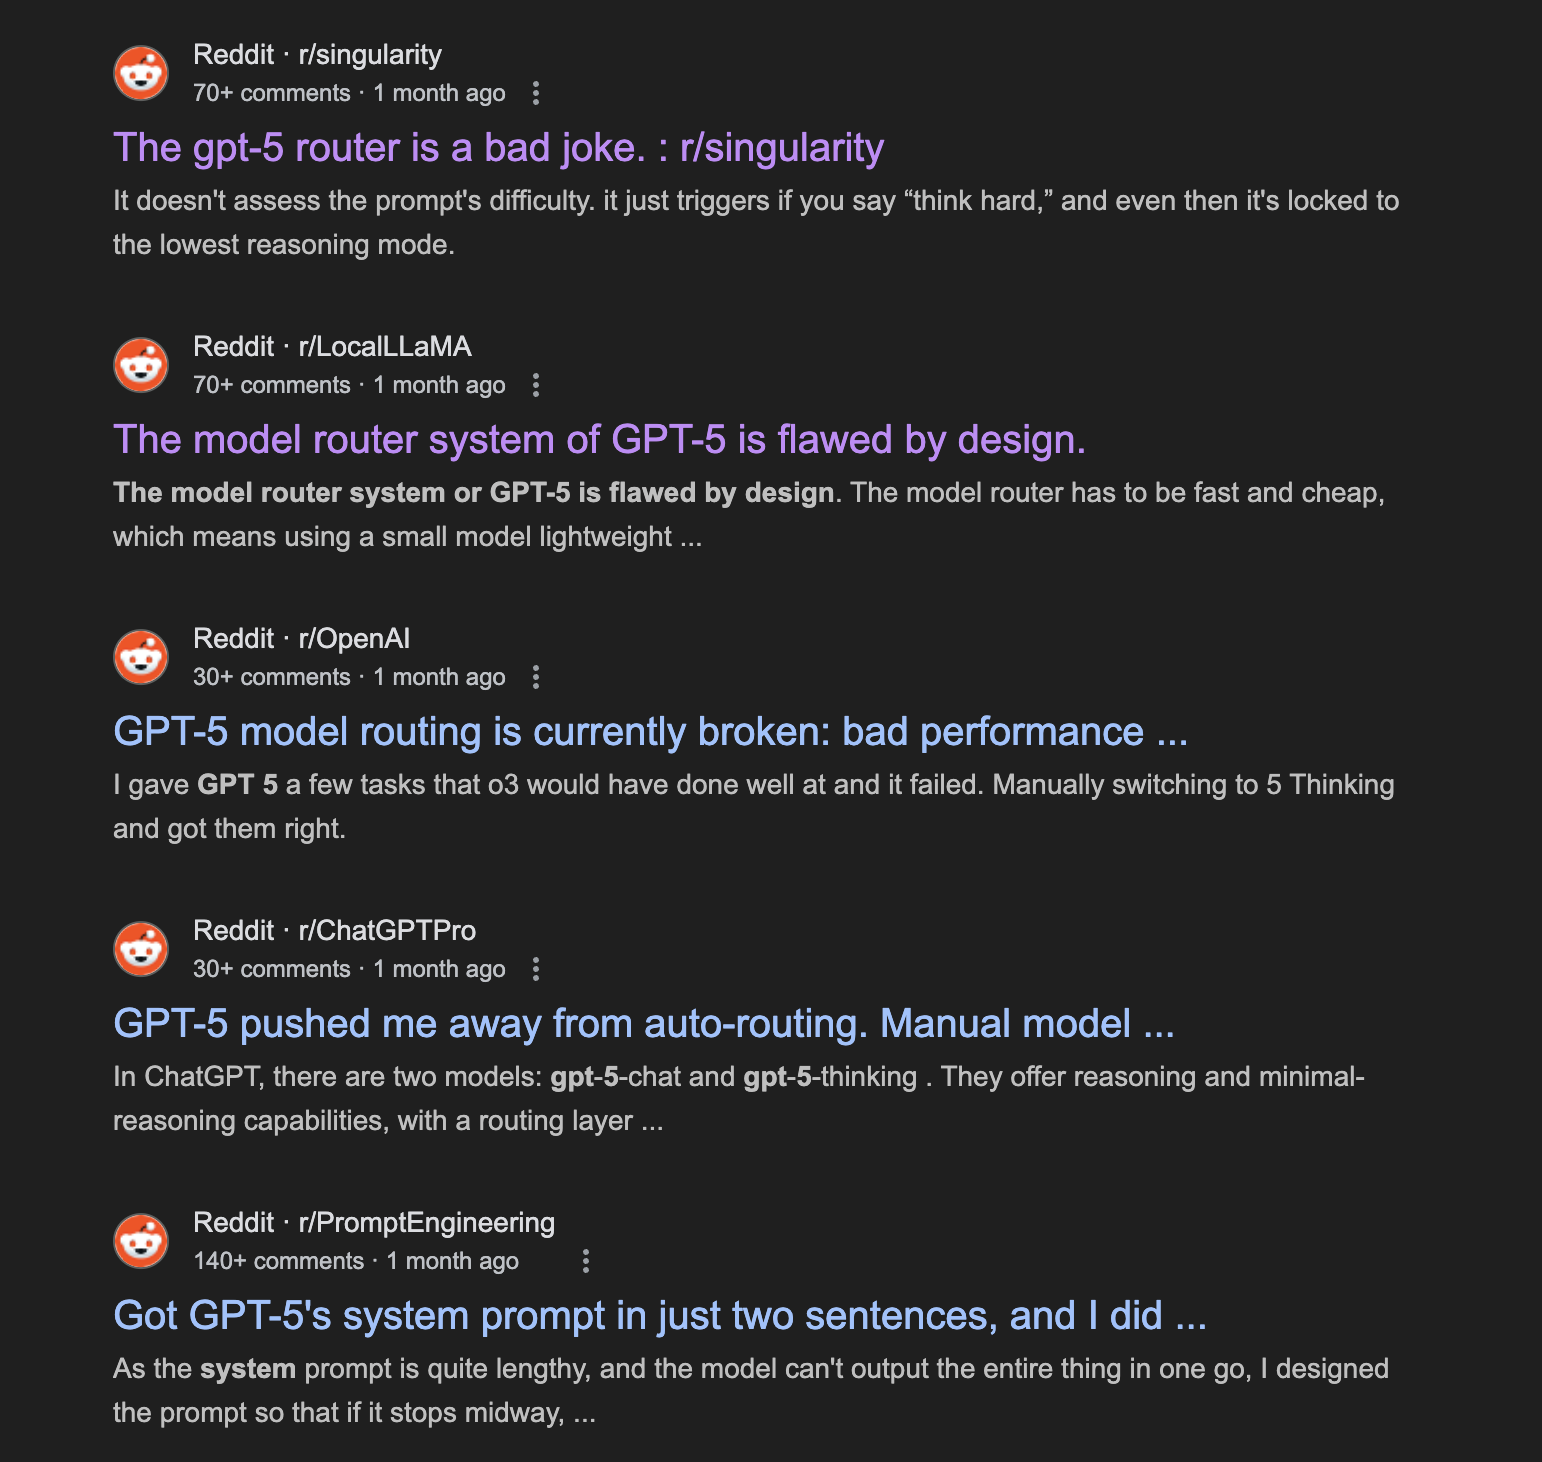 Reddit · r/singularity
70+ comments · 1 month ago
The gpt-5 router is a bad joke. : r/singularity
It doesn't assess the prompt's difficulty. it just triggers if you say “think hard,” and even then it's locked to
the lowest reasoning mode.
Reddit · r/LocalLLaMA
70+ comments · 1 month ago
The model router system of GPT-5 is flawed by design.
The model router system or GPT-5 is flawed by design. The model router has to be fast and cheap,
which means using a small model lightweight ...
Reddit · r/OpenAI
30+ comments · 1 month ago
GPT-5 model routing is currently broken: bad performance ...
I gave GPT 5 a few tasks that o3 would have done well at and it failed. Manually switching to 5 Thinking
and got them right.
Reddit · r/ChatGPTPro
30+ comments · 1 month ago
GPT-5 pushed me away from auto-routing. Manual model ...
In ChatGPT, there are two models: gpt-5-chat and gpt-5-thinking . They offer reasoning and minimal-
reasoning capabilities, with a routing layer ...
Reddit · r/PromptEngineering
140+ comments · 1 month ago
Got GPT-5's system prompt in just two sentences, and I did ...
As the system prompt is quite lengthy, and the model can't output the entire thing in one go, I designed
the prompt so that if it stops midway, ...